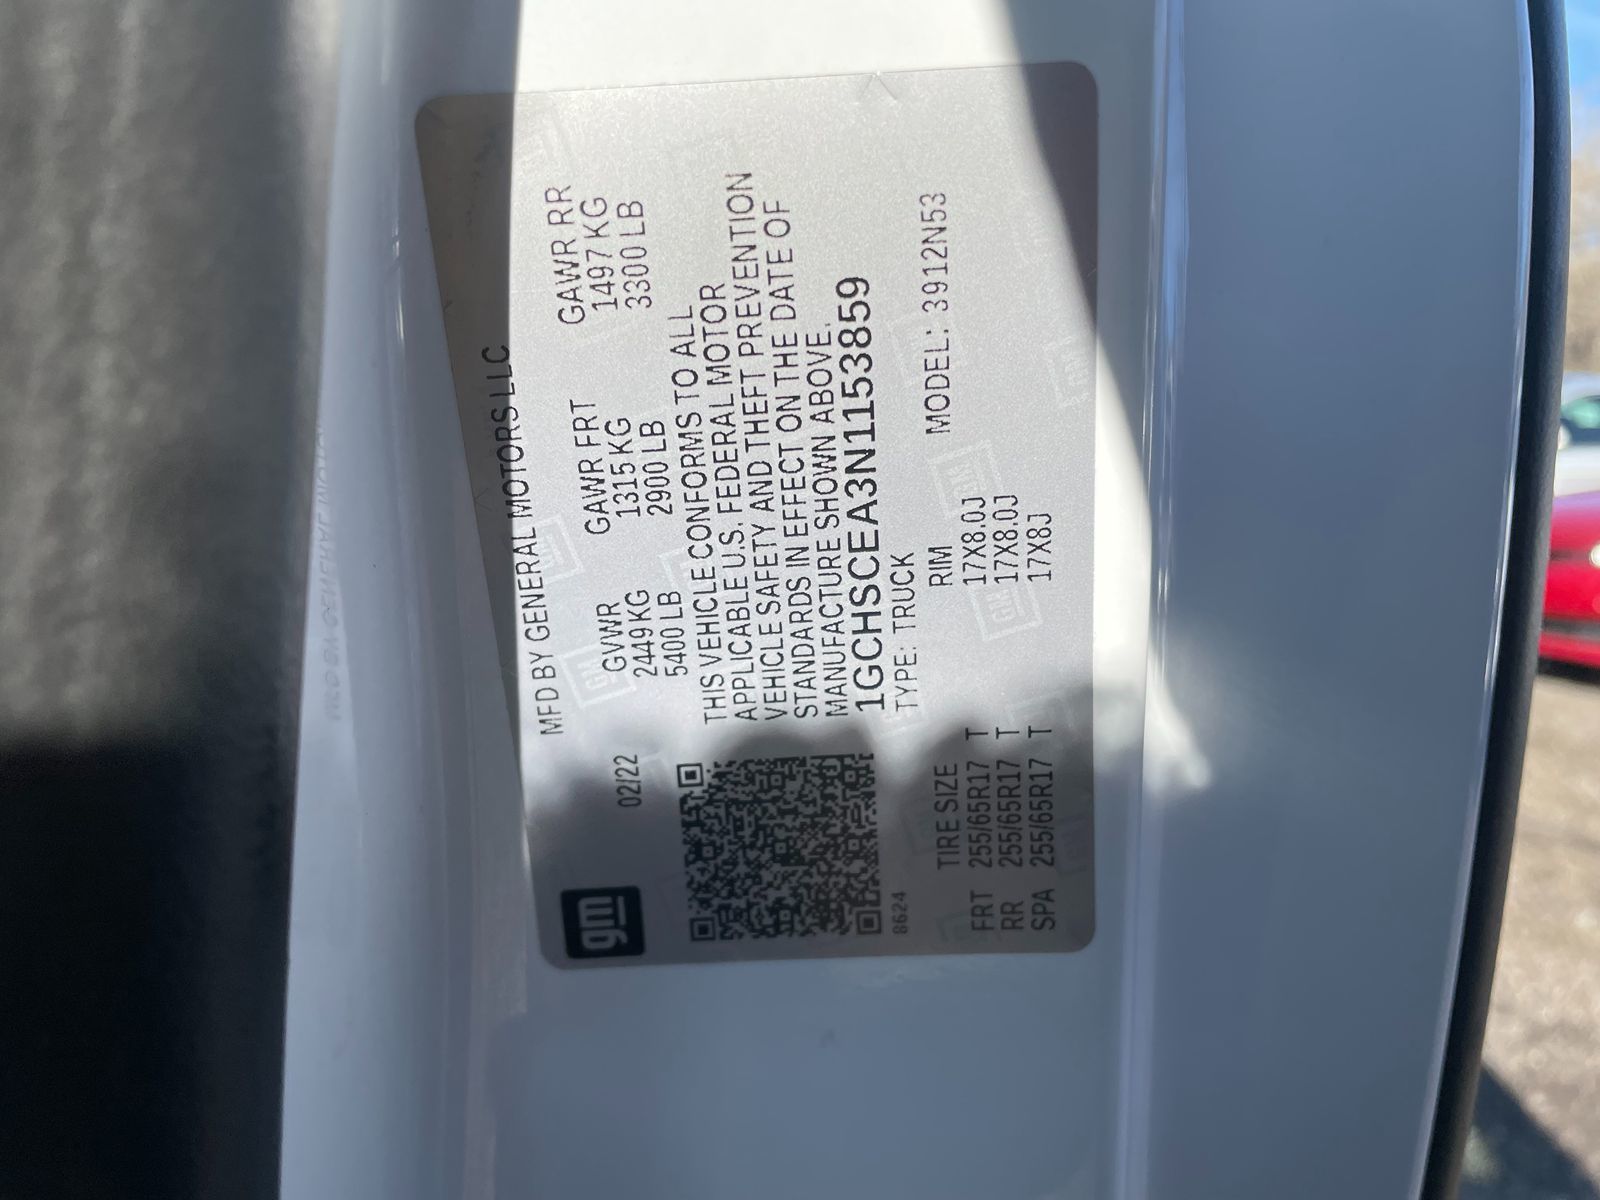 MFD BY GENERAL MOTORS LLC
gm
02/22
GVWR GAWR FRT GAWR RR
2449 KG 1315 KG 1497 KG
5400 LB 2900 LB 3300 LB
THIS VEHICLE CONFORMS TO ALL
APPLICABLE U.S. FEDERAL MOTOR
VEHICLE SAFETY AND THEFT PREVENTION
STANDARDS IN EFFECT ON THE DATE OF
MANUFACTURE SHOWN ABOVE.
1GCHSCEA3N1153859
8624 TYPE: TRUCK
TIRE SIZE RIM MODEL: 3912N53
FRT 255/65R17 T 17X8.0J
RR 255/65R17 T 17X8.0J
SPA 255/65R17 T 17X8J